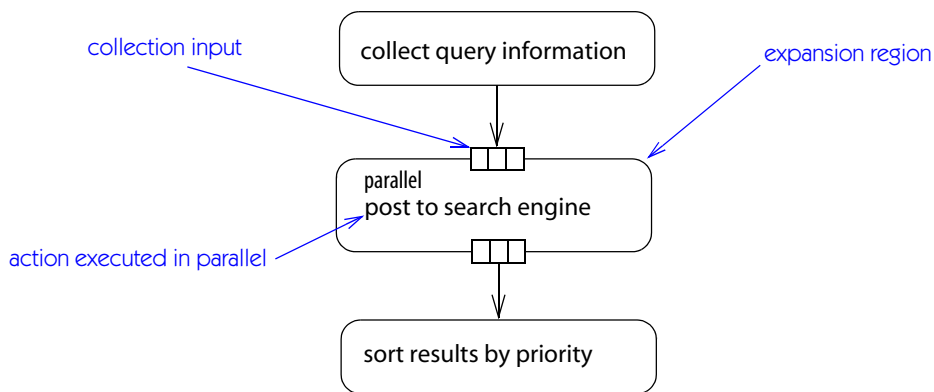 collect query information
collection input
expansion region
parallel
post to search engine
action executed in parallel
sort results by priority